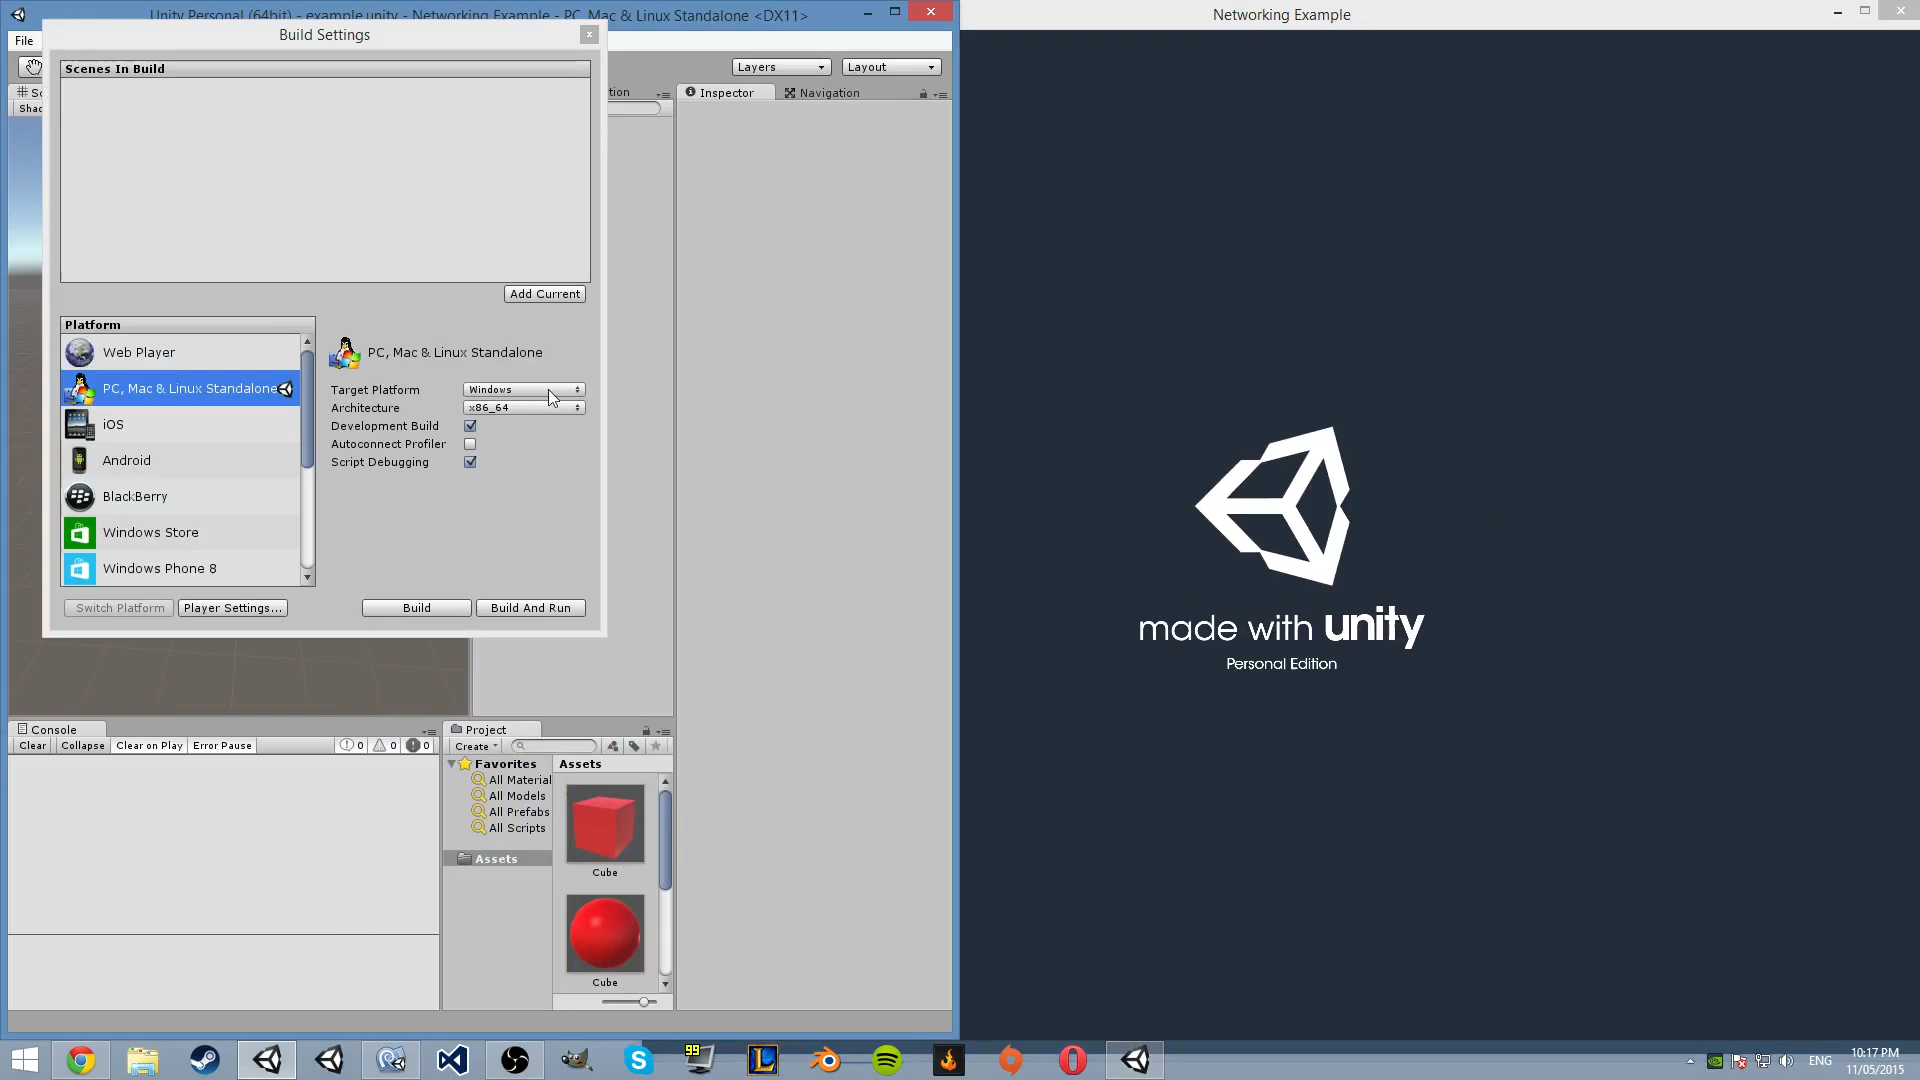 Unity Personal (64bit) - example.unity - Networking Example - PC, Mac & Linux Standalone <DX11>
Networking Example
Build Settings
File
Scenes In Build
Layers
Layout
Inspector
Navigation
Add Current
Platform
Web Player
PC, Mac & Linux Standalone
iOS
Android
BlackBerry
Windows Store
Windows Phone 8
PC, Mac & Linux Standalone
Target Platform
Windows
Architecture
x86_64
Development Build
Autoconnect Profiler
Script Debugging
Switch Platform
Player Settings...
Build
Build And Run
made with unity
Personal Edition
Console
Clear
Collapse
Clear on Play
Error Pause
0
0
0
Project
Create
Favorites
All Material
All Models
All Prefabs
All Scripts
Assets
Assets
Cube
Cube
99
ENG
10:17 PM
11/05/2015